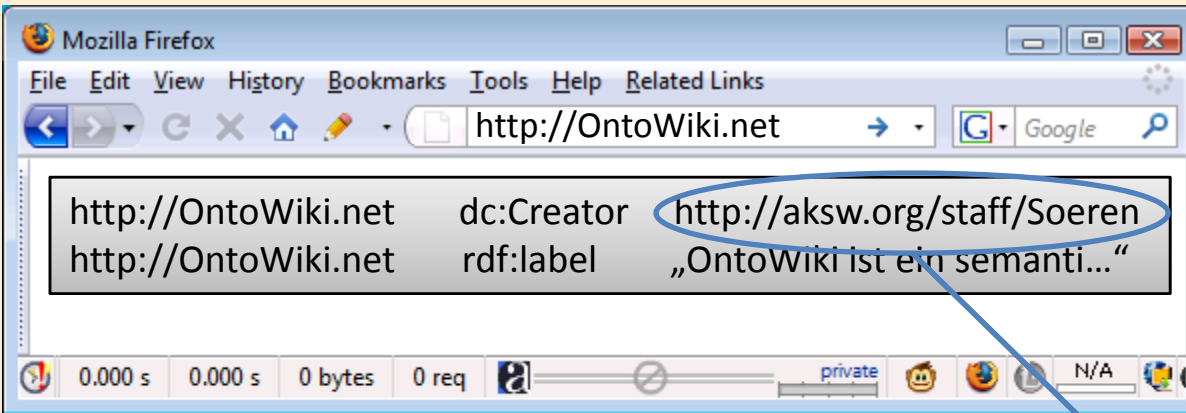 Mozilla Firefox
File Edit View History Bookmarks Tools Help Related Links
http://OntoWiki.net G Google
http://OntoWiki.net dc:Creator http://aksw.org/staff/Soeren
http://OntoWiki.net rdf:label „OntoWiki ist ein semanti...“
0.000 s 0.000 s 0 bytes 0 req private N/A